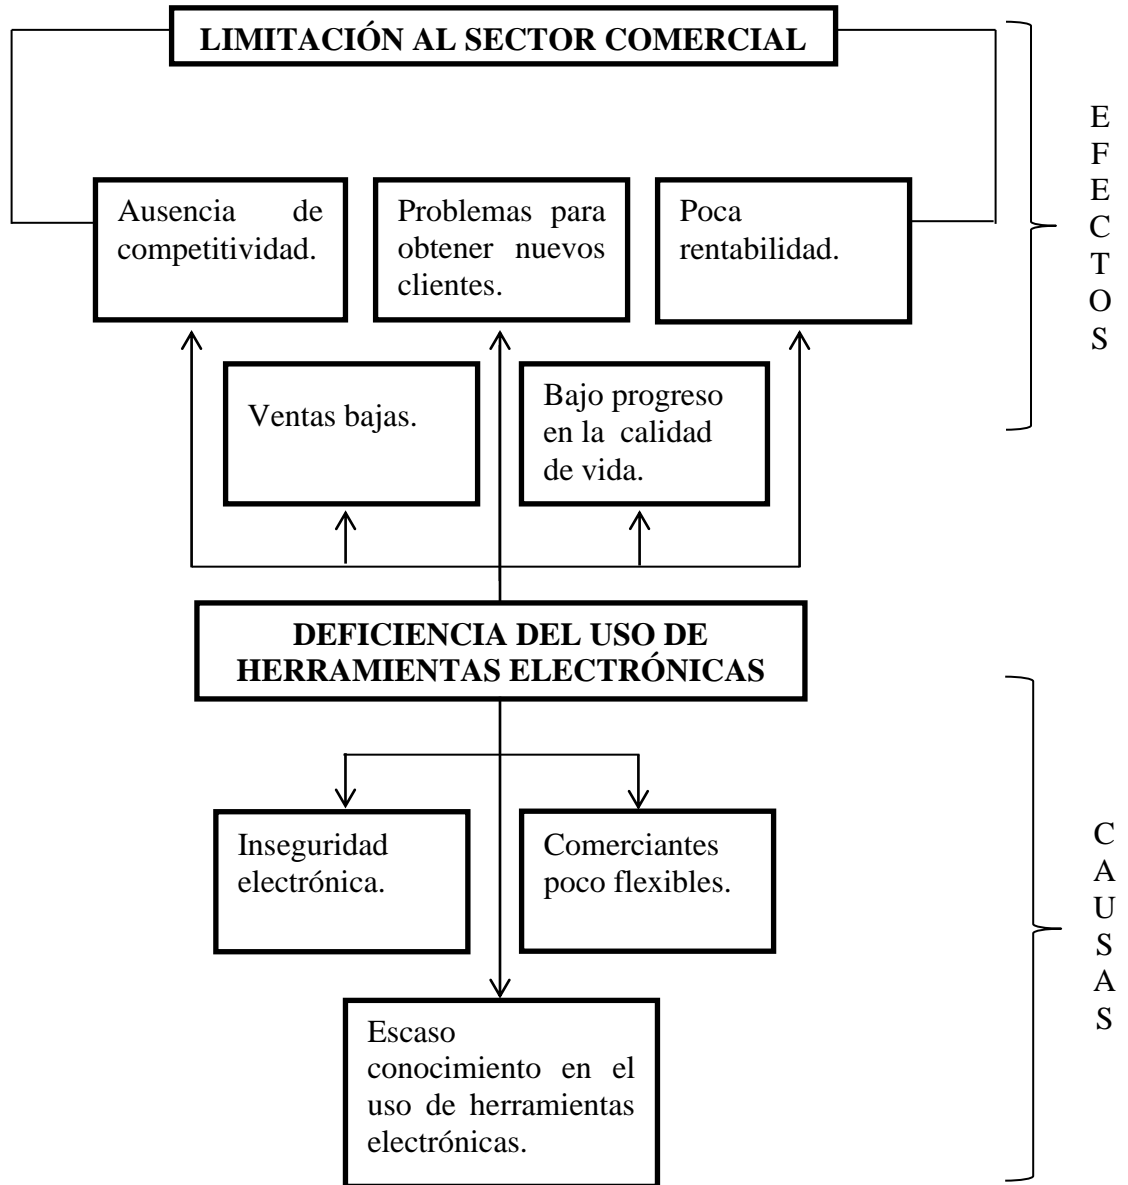 LIMITACIÓN AL SECTOR COMERCIAL
Ausencia de
competitividad.
Problemas para
obtener nuevos
clientes.
Poca
rentabilidad.
Ventas bajas.
Bajo progreso
en la calidad
de vida.
E
F
E
C
T
O
S
DEFICIENCIA DEL USO DE
HERRAMIENTAS ELECTRÓNICAS
Inseguridad
electrónica.
Comerciantes
poco flexibles.
Escaso
conocimiento en el
uso de herramientas
electrónicas.
C
A
U
S
A
S